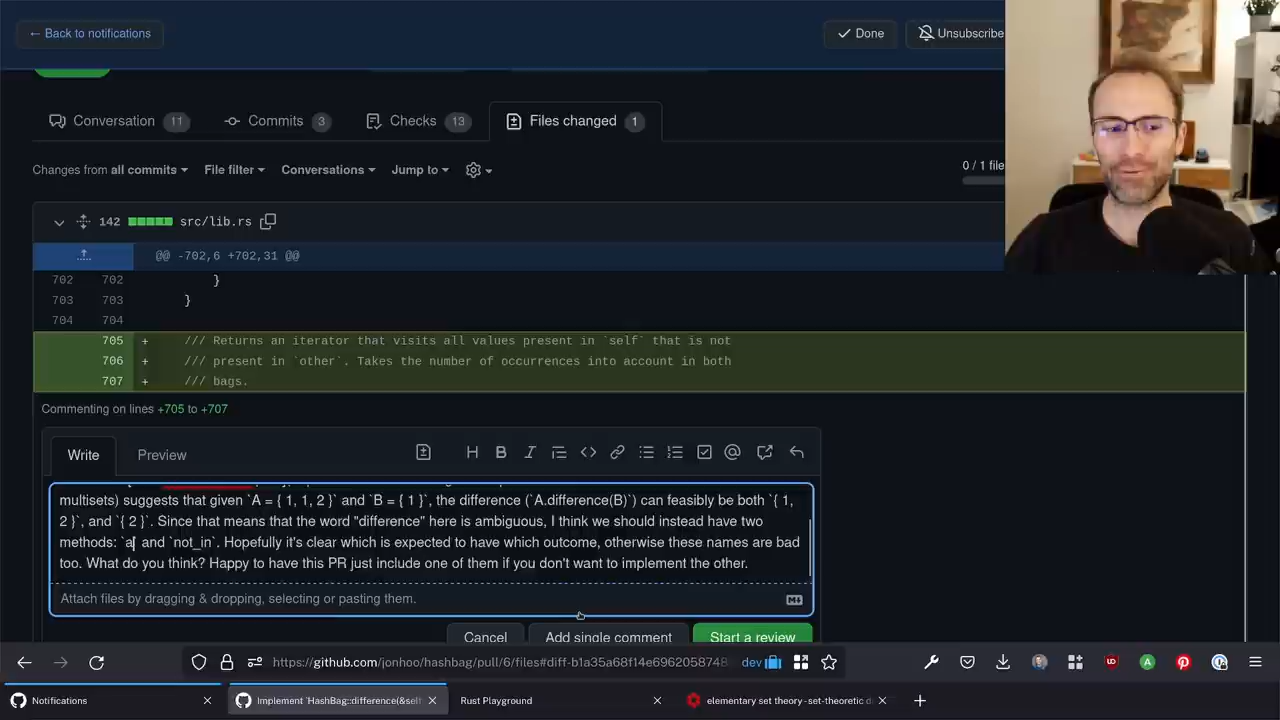 ← Back to notifications
Done
Unsubscribe
Conversation 11
Commits 3
Checks 13
Files changed 1
Changes from all commits
File filter
Conversations
Jump to
0 / 1 file
142 src/lib.rs
@@ -702,6 +702,31 @@
702 702 }
703 703 }
704 704
705 + /// Returns an iterator that visits all values present in `self` that is not
706 + /// present in `other`. Takes the number of occurrences into account in both
707 + /// bags.
Commenting on lines +705 to +707
Write
Preview
multisets) suggests that given `A = { 1, 1, 2 }` and `B = { 1 }`, the difference (`A.difference(B)`) can feasibly be both `{ 1,
2 }`, and `{ 2 }`. Since that means that the word "difference" here is ambiguous, I think we should instead have two
methods: `a and `not_in`. Hopefully it's clear which is expected to have which outcome, otherwise these names are bad
too. What do you think? Happy to have this PR just include one of them if you don't want to implement the other.
Attach files by dragging & dropping, selecting or pasting them.
Cancel
Add single comment
Start a review
https://github.com/jonhoo/hashbag/pull/6/files#diff-b1a35a68f14e6962058748
dev
Notifications
Implement `HashBag::difference(&self
Rust Playground
elementary set theory - set-theoretic d